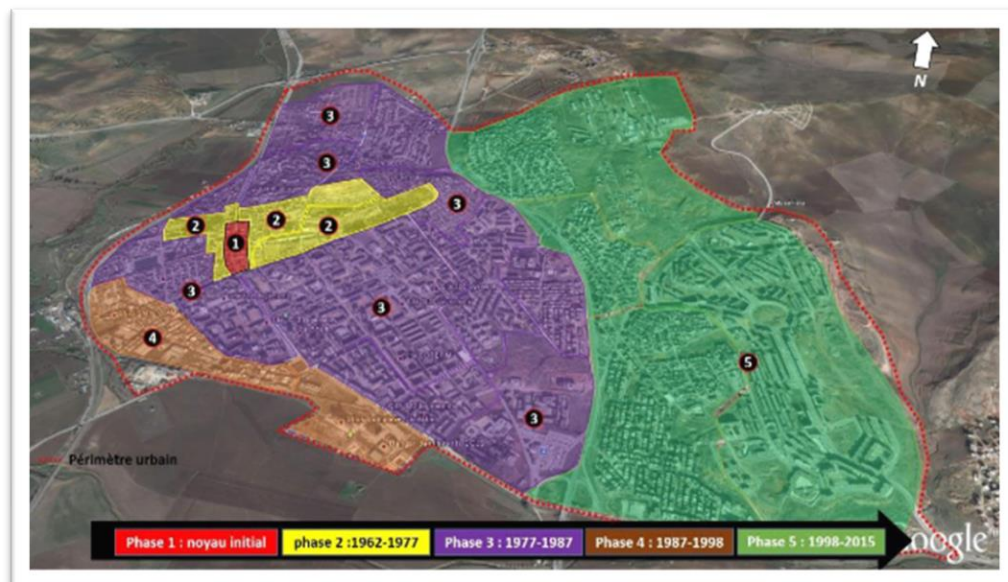 N
3
3
3
2
2
2
1
3
3
4
5
3
Périmètre urbain
Phase 1 : noyau initial
phase 2 :1962-1977
Phase 3 : 1977-1987
Phase 4 : 1987-1998
Phase 5 : 1998-2015
Google